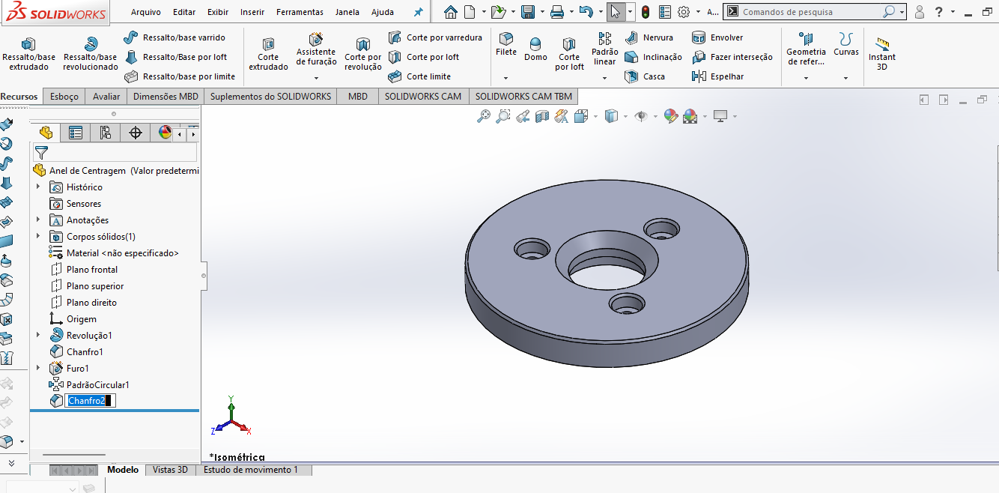 SOLIDWORKS
Arquivo Editar Exibir Inserir Ferramentas Janela Ajuda
A...
Comandos de pesquisa
?
Ressalto/base extrudado
Ressalto/base revolucionado
Ressalto/base varrido
Ressalto/Base por loft
Ressalto/base por limite
Corte extrudado
Assistente de furação
Corte por revolução
Corte por varredura
Corte por loft
Corte limite
Filete
Domo
Corte por loft
Padrão linear
Nervura
Inclinação
Casca
Envolver
Fazer interseção
Espelhar
Geometria de refer...
Curvas
Instant 3D
Recursos Esboço Avaliar Dimensões MBD Suplementos do SOLIDWORKS MBD SOLIDWORKS CAM SOLIDWORKS CAM TBM
Anel de Centragem (Valor predetermi
Histórico
Sensores
Anotações
Corpos sólidos(1)
Material <não especificado>
Plano frontal
Plano superior
Plano direito
Origem
Revolução1
Chanfro1
Furo1
PadrãoCircular1
Chanfro2
Y
Z X
*Isométrica
Modelo Vistas 3D Estudo de movimento 1